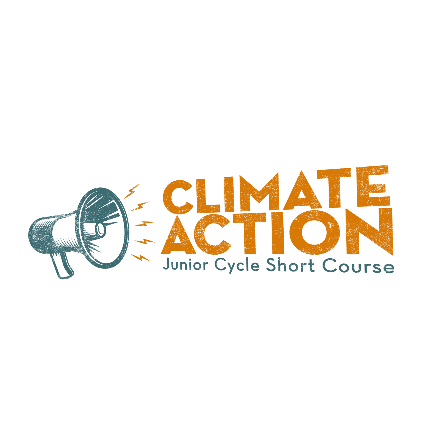 CLIMATE
ACTION
Junior Cycle Short Course